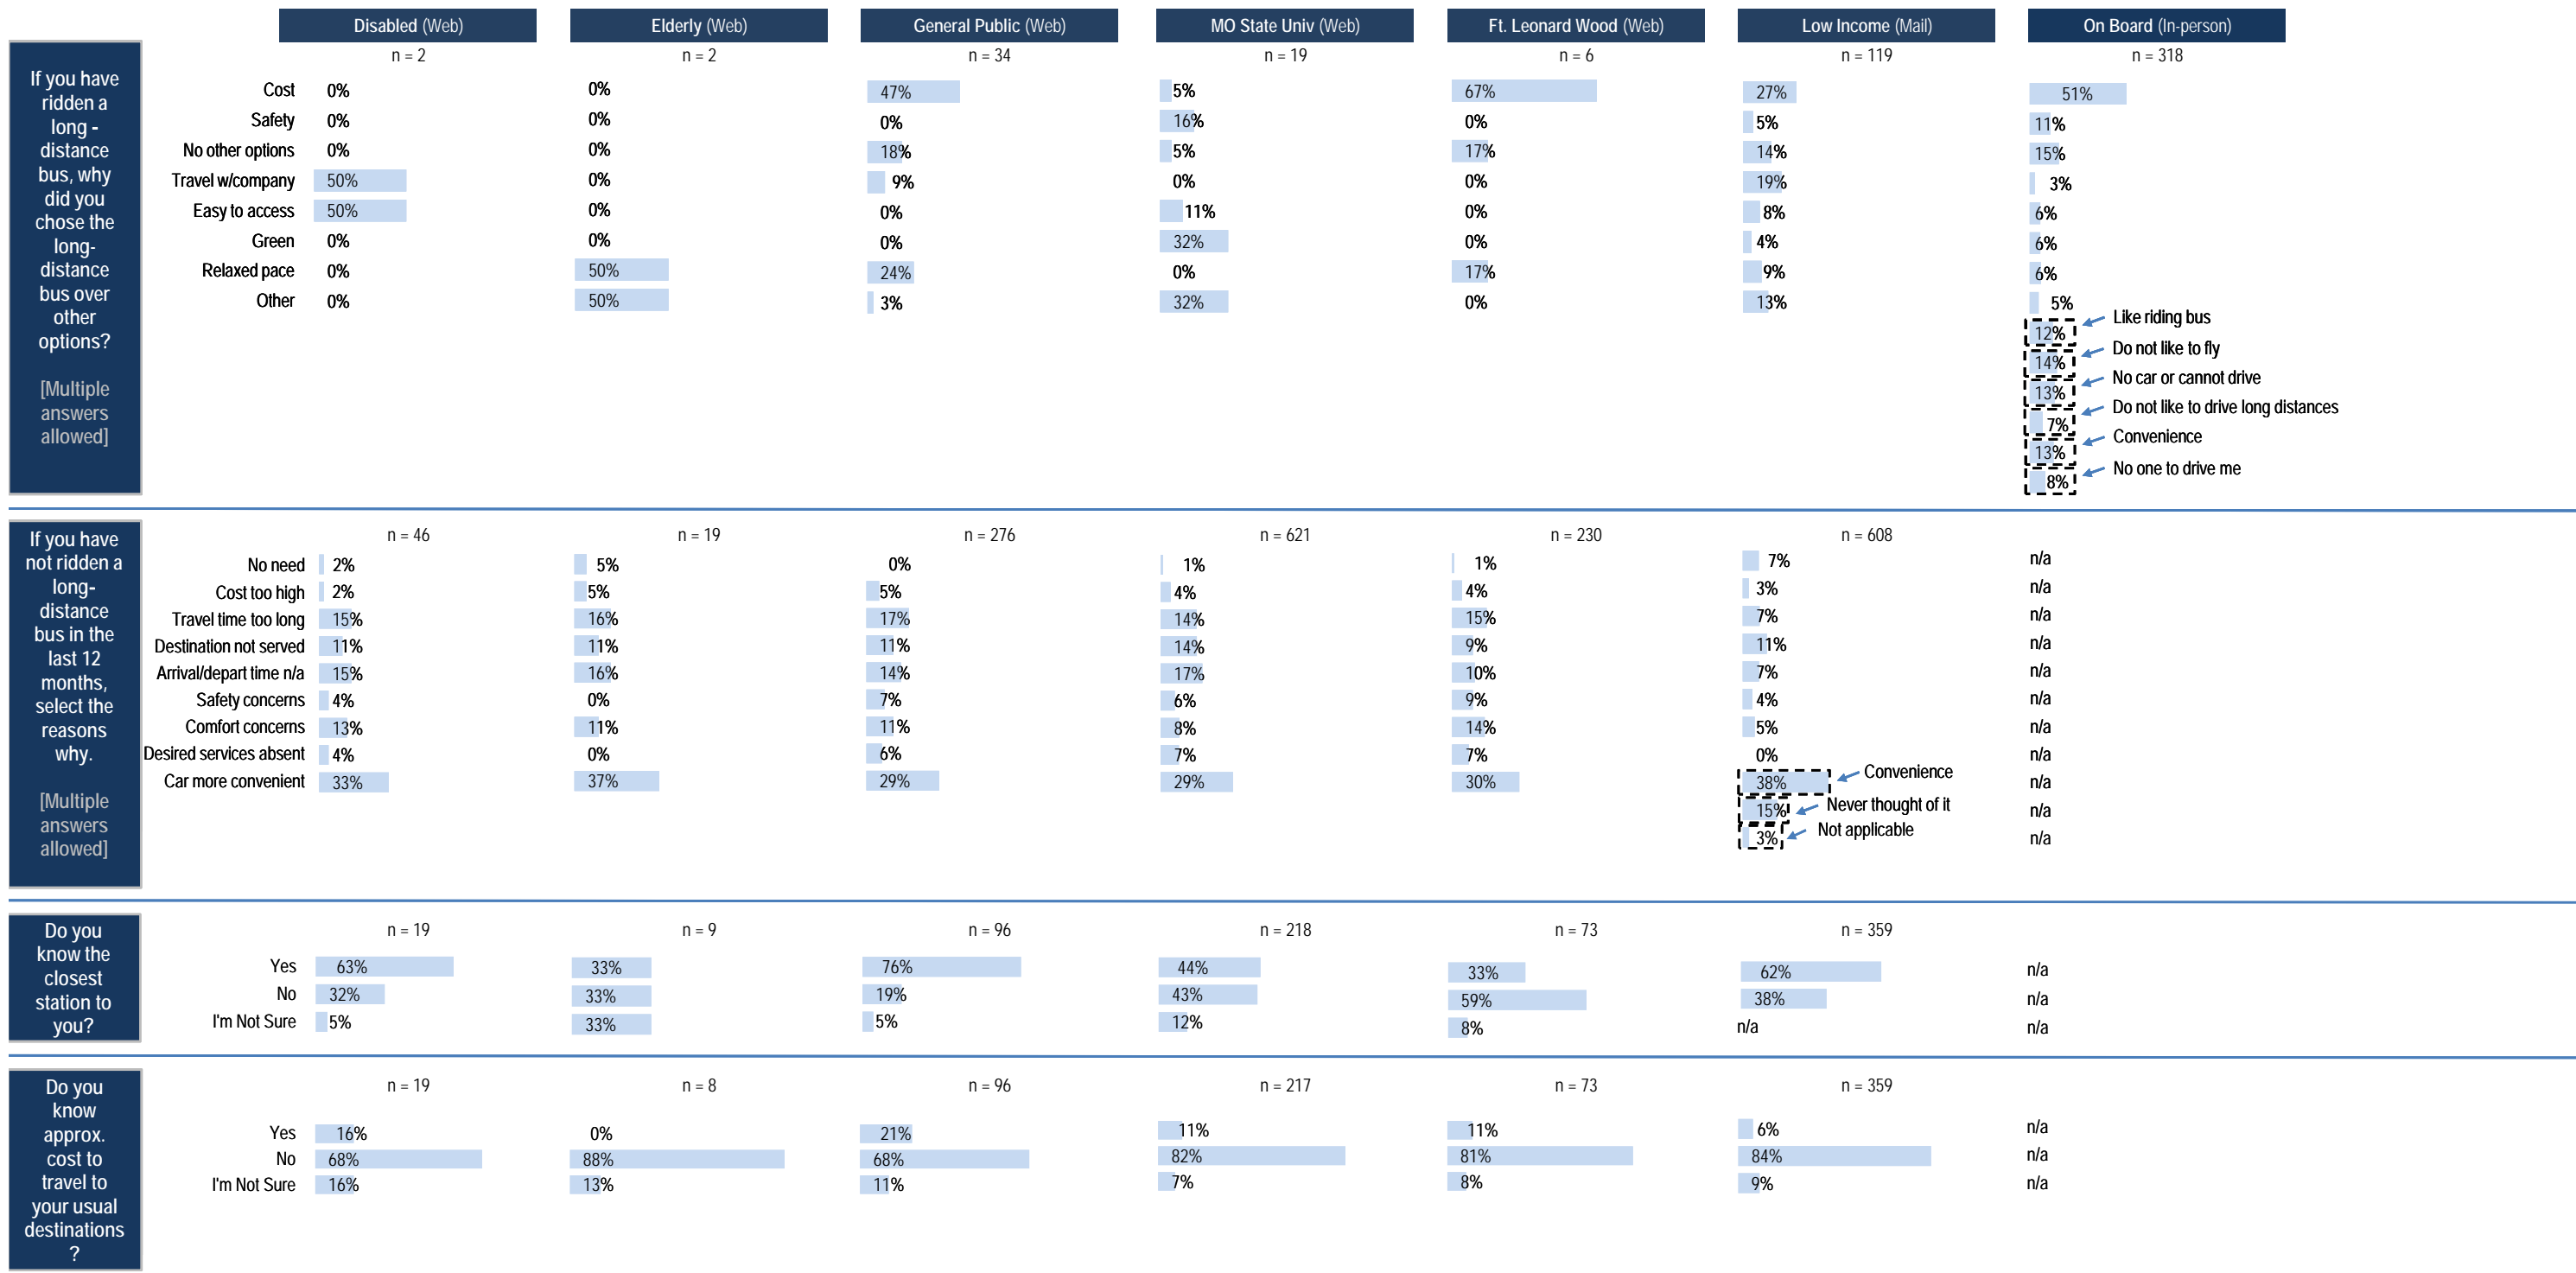 Disabled (Web) Elderly (Web) General Public (Web) MO State Univ (Web) Ft. Leonard Wood (Web) Low Income (Mail) On Board (In-person)
n = 2 n = 2 n = 34 n = 19 n = 6 n = 119 n = 318
If you have
ridden a
long -
distance
bus, why
did you
chose the
long-
distance
bus over
other
options?
[Multiple
answers
allowed]
Cost 0% 0% 47% 5% 67% 27% 51%
Safety 0% 0% 0% 16% 0% 5% 11%
No other options 0% 0% 18% 5% 17% 14% 15%
Travel w/company 50% 0% 9% 0% 0% 19% 3%
Easy to access 50% 0% 0% 11% 0% 8% 6%
Green 0% 0% 0% 32% 0% 4% 6%
Relaxed pace 0% 50% 24% 0% 17% 9% 6%
Other 0% 50% 3% 32% 0% 13% 5%
12% Like riding bus
14% Do not like to fly
13% No car or cannot drive
7% Do not like to drive long distances
13% Convenience
8% No one to drive me
If you have
not ridden a
long-
distance
bus in the
last 12
months,
select the
reasons
why.
[Multiple
answers
allowed]
n = 46 n = 19 n = 276 n = 621 n = 230 n = 608
No need 2% 5% 0% 1% 1% 7% n/a
Cost too high 2% 5% 5% 4% 4% 3% n/a
Travel time too long 15% 16% 17% 14% 15% 7% n/a
Destination not served 11% 11% 11% 14% 9% 11% n/a
Arrival/depart time n/a 15% 16% 14% 17% 10% 7% n/a
Safety concerns 4% 0% 7% 6% 9% 4% n/a
Comfort concerns 13% 11% 11% 8% 14% 5% n/a
Desired services absent 4% 0% 6% 7% 7% 0% n/a
Car more convenient 33% 37% 29% 29% 30% 38% Convenience n/a
15% Never thought of it n/a
3% Not applicable n/a
Do you
know the
closest
station to
you?
n = 19 n = 9 n = 96 n = 218 n = 73 n = 359
Yes 63% 33% 76% 44% 33% 62% n/a
No 32% 33% 19% 43% 59% 38% n/a
I'm Not Sure 5% 33% 5% 12% 8% n/a n/a
Do you
know
approx.
cost to
travel to
your usual
destinations
?
n = 19 n = 8 n = 96 n = 217 n = 73 n = 359
Yes 16% 0% 21% 11% 11% 6% n/a
No 68% 88% 68% 82% 81% 84% n/a
I'm Not Sure 16% 13% 11% 7% 8% 9% n/a